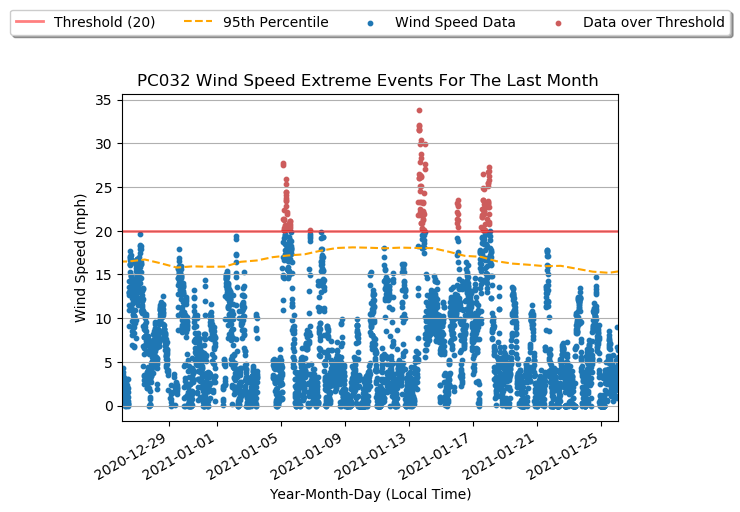 Threshold (20) 95th Percentile Wind Speed Data Data over Threshold
PC032 Wind Speed Extreme Events For The Last Month
35
30
25
20
15
10
5
0
Wind Speed (mph)
2020-12-29 2021-01-01 2021-01-05 2021-01-09 2021-01-13 2021-01-17 2021-01-21 2021-01-25
Year-Month-Day (Local Time)